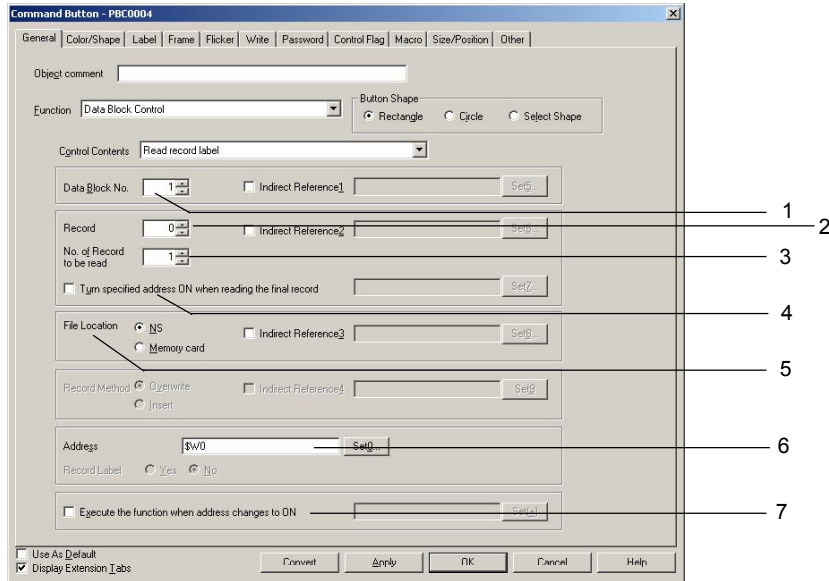 Command Button - PBC0004
General Color/Shape Label Frame Flicker Write Password Control Flag Macro Size/Position Other
Object comment
Function Data Block Control
Button Shape
Rectangle Circle Select Shape
Control Contents Read record label
Data Block No. 1 Indirect Reference1 Set5...
1
Record 0 Indirect Reference2 Set6...
2
No. of Record
to be read 1
3
Turn specified address ON when reading the final record Set7...
4
File Location NS Indirect Reference3 Set8...
Memory card
5
Record Method Overwrite Indirect Reference4 Set9
Insert
Address $W0 Set0...
6
Record Label Yes No
Execute the function when address changes to ON Set[+]
7
Use As Default
Display Extension Tabs
Convert Apply OK Cancel Help